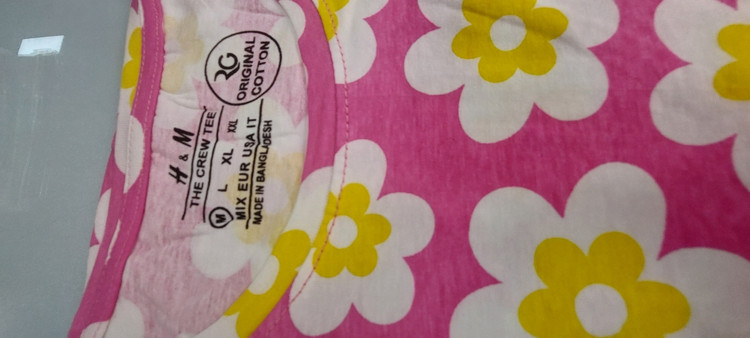 RG
ORIGINAL
COTTON
H & M
THE CREW TEE
M L XL XXL
MIX EUR USA IT
MADE IN BANGLADESH